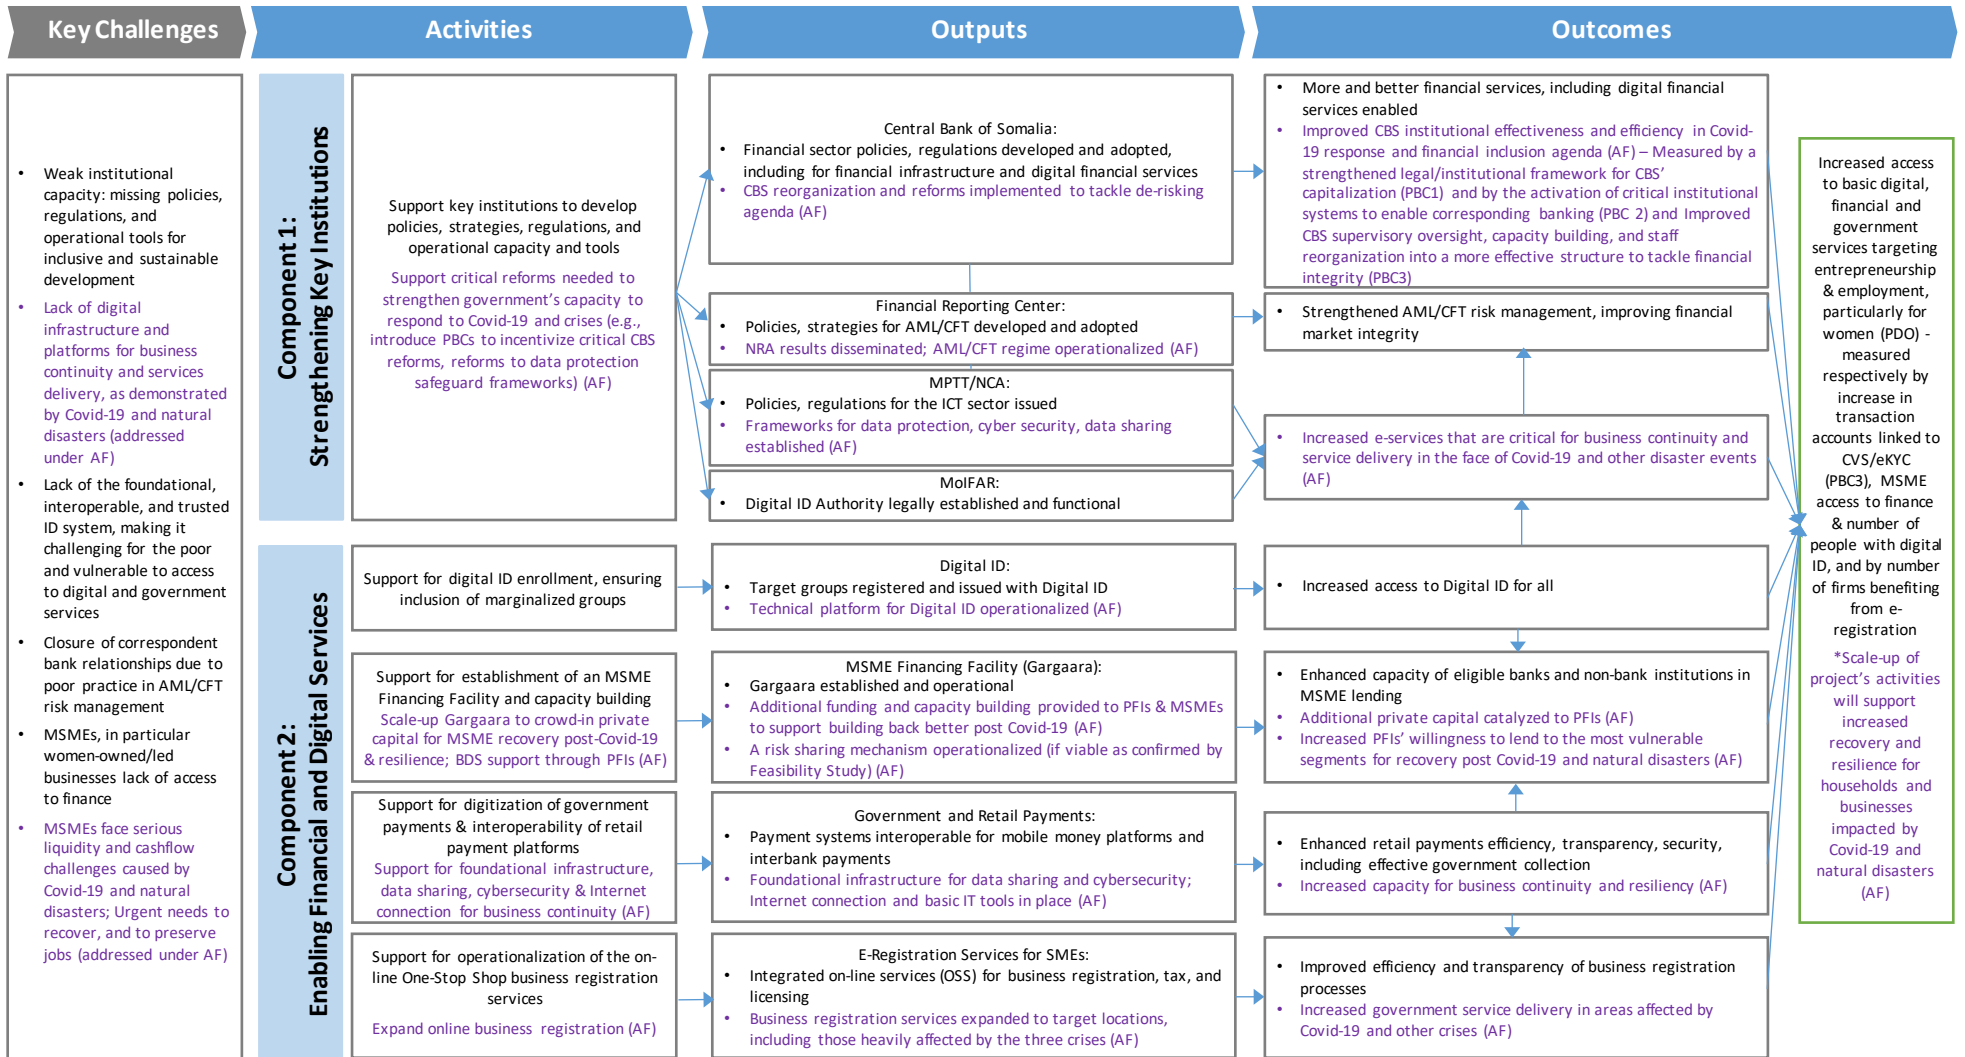 Key Challenges
Activities
Outputs
Outcomes
• Weak institutional
capacity: missing policies,
regulations, and
operational tools for
inclusive and sustainable
development
• Lack of digital
infrastructure and
platforms for business
continuity and services
delivery, as demonstrated
by Covid-19 and natural
disasters (addressed
under AF)
• Lack of the foundational,
interoperable, and trusted
ID system, making it
challenging for the poor
and vulnerable to access
to digital and government
services
• Closure of correspondent
bank relationships due to
poor practice in AML/CFT
risk management
• MSMEs, in particular
women-owned/led
businesses lack of access
to finance
• MSMEs face serious
liquidity and cashflow
challenges caused by
Covid-19 and natural
disasters; Urgent needs to
recover, and to preserve
jobs (addressed under AF)
Component 1:
Strengthening Key Institutions
Support key institutions to develop
policies, strategies, regulations, and
operational capacity and tools
Support critical reforms needed to
strengthen government's capacity to
respond to Covid-19 and crises (e.g.,
introduce PBCs to incentivize critical CBS
reforms, reforms to data protection
safeguard frameworks) (AF)
Central Bank of Somalia:
• Financial sector policies, regulations developed and adopted,
including for financial infrastructure and digital financial services
• CBS reorganization and reforms implemented to tackle de-risking
agenda (AF)
Financial Reporting Center:
• Policies, strategies for AML/CFT developed and adopted
• NRA results disseminated; AML/CFT regime operationalized (AF)
MPTT/NCA:
• Policies, regulations for the ICT sector issued
• Frameworks for data protection, cyber security, data sharing
established (AF)
MoIFAR:
• Digital ID Authority legally established and functional
• More and better financial services, including digital financial
services enabled
• Improved CBS institutional effectiveness and efficiency in Covid-
19 response and financial inclusion agenda (AF) – Measured by a
strengthened legal/institutional framework for CBS'
capitalization (PBC1) and by the activation of critical institutional
systems to enable corresponding banking (PBC 2) and Improved
CBS supervisory oversight, capacity building, and staff
reorganization into a more effective structure to tackle financial
integrity (PBC3)
• Strengthened AML/CFT risk management, improving financial
market integrity
• Increased e-services that are critical for business continuity and
service delivery in the face of Covid-19 and other disaster events
(AF)
Component 2:
Enabling Financial and Digital Services
Support for digital ID enrollment, ensuring
inclusion of marginalized groups
Digital ID:
• Target groups registered and issued with Digital ID
• Technical platform for Digital ID operationalized (AF)
• Increased access to Digital ID for all
Support for establishment of an MSME
Financing Facility and capacity building
Scale-up Gargaara to crowd-in private
capital for MSME recovery post-Covid-19
& resilience; BDS support through PFIs (AF)
MSME Financing Facility (Gargaara):
• Gargaara established and operational
• Additional funding and capacity building provided to PFIs & MSMEs
to support building back better post Covid-19 (AF)
• A risk sharing mechanism operationalized (if viable as confirmed by
Feasibility Study) (AF)
• Enhanced capacity of eligible banks and non-bank institutions in
MSME lending
• Additional private capital catalyzed to PFIs (AF)
• Increased PFIs' willingness to lend to the most vulnerable
segments for recovery post Covid-19 and natural disasters (AF)
Support for digitization of government
payments & interoperability of retail
payment platforms
Support for foundational infrastructure,
data sharing, cybersecurity & Internet
connection for business continuity (AF)
Government and Retail Payments:
• Payment systems interoperable for mobile money platforms and
interbank payments
• Foundational infrastructure for data sharing and cybersecurity;
Internet connection and basic IT tools in place (AF)
• Enhanced retail payments efficiency, transparency, security,
including effective government collection
• Increased capacity for business continuity and resiliency (AF)
Support for operationalization of the on-
line One-Stop Shop business registration
services
Expand online business registration (AF)
E-Registration Services for SMEs:
• Integrated on-line services (OSS) for business registration, tax, and
licensing
• Business registration services expanded to target locations,
including those heavily affected by the three crises (AF)
• Improved efficiency and transparency of business registration
processes
• Increased government service delivery in areas affected by
Covid-19 and other crises (AF)
Increased access
to basic digital,
financial and
government
services targeting
entrepreneurship
& employment,
particularly for
women (PDO) -
measured
respectively by
increase in
transaction
accounts linked to
CVS/eKYC
(PBC3), MSME
access to finance
& number of
people with digital
ID, and by number
of firms benefiting
from e-
registration
*Scale-up of
project's activities
will support
increased
recovery and
resilience for
households and
businesses
impacted by
Covid-19 and
natural disasters
(AF)